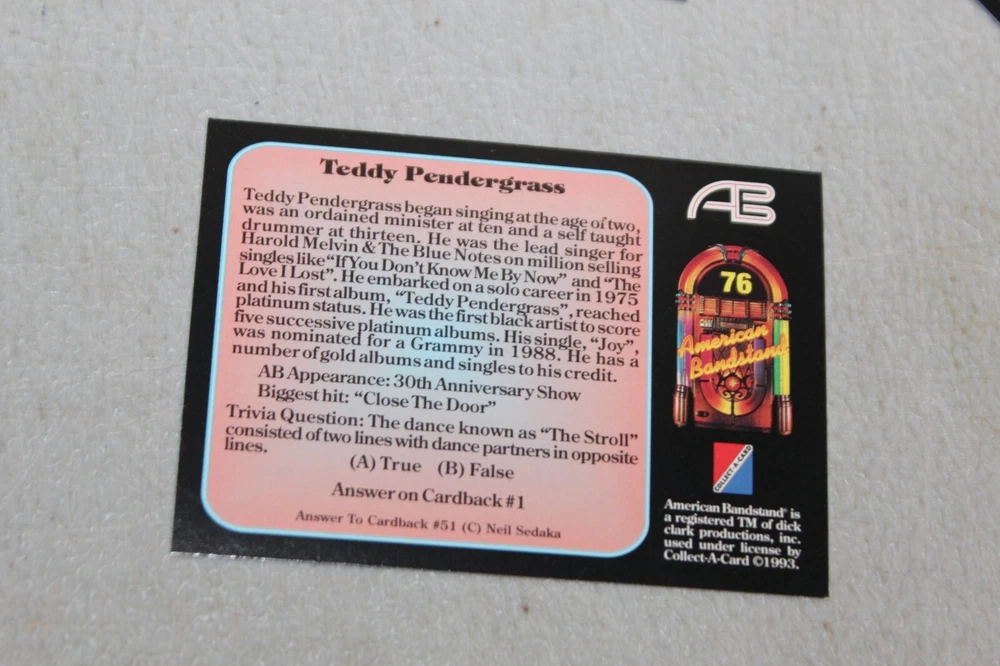 Teddy Pendergrass
Teddy Pendergrass began singing at the age of two,
was an ordained minister at ten and a self taught
drummer at thirteen. He was the lead singer for
Harold Melvin & The Blue Notes on million selling
singles like "If You Don't Know Me By Now" and "The
Love I Lost". He embarked on a solo career in 1975
and his first album, "Teddy Pendergrass", reached
platinum status. He was the first black artist to score
five successive platinum albums. His single, "Joy",
was nominated for a Grammy in 1988. He has a
number of gold albums and singles to his credit.
AB Appearance: 30th Anniversary Show
Biggest hit: "Close The Door"
Trivia Question: The dance known as "The Stroll"
consisted of two lines with dance partners in opposite
lines.
(A) True (B) False
Answer on Cardback #1
Answer To Cardback #51 (C) Neil Sedaka
AB
76
American
Bandstand
COLLECT-A-CARD
American Bandstand® is
a registered TM of dick
clark productions, inc.
used under license by
Collect-A-Card ©1993.